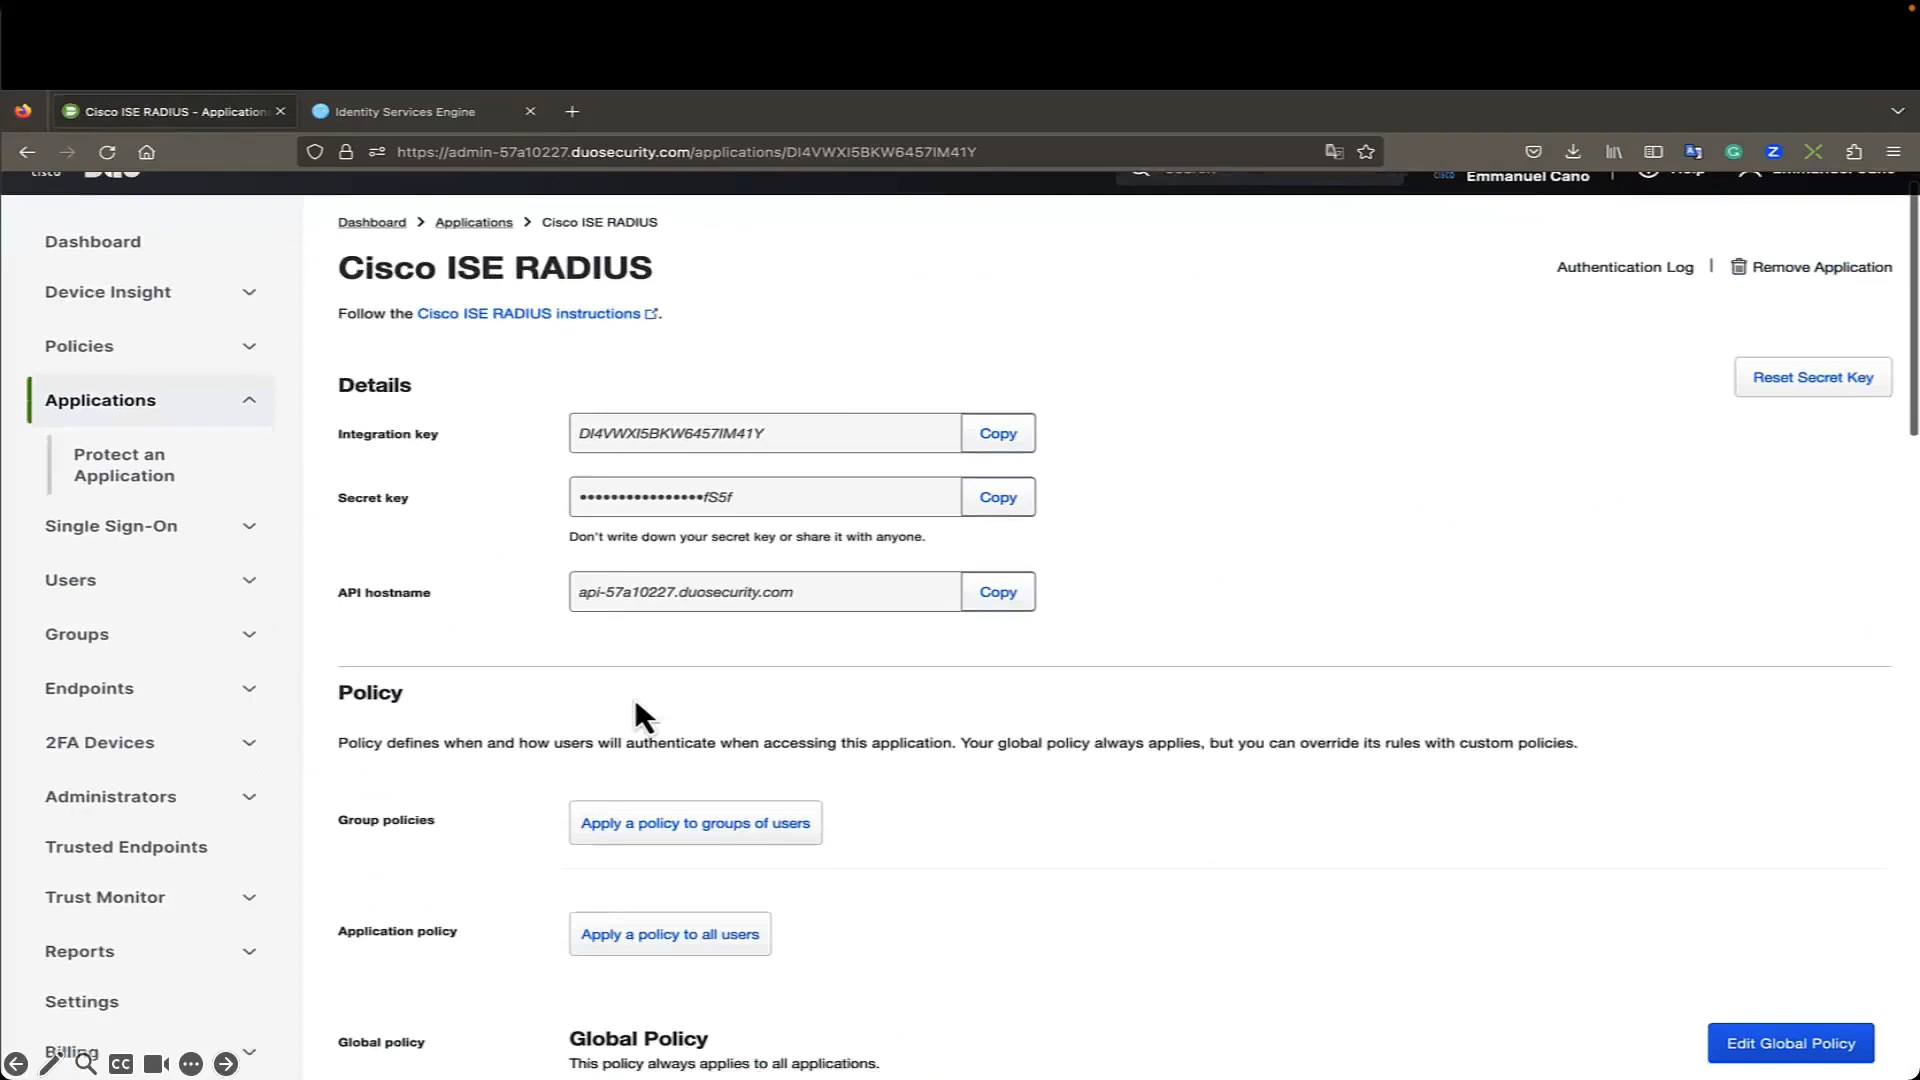 Cisco ISE RADIUS - Application
Identity Services Engine
https://admin-57a10227.duosecurity.com/applications/DI4VWXI5BKW6457IM41Y
Emmanuel Cano
Dashboard
Device Insight
Policies
Applications
Protect an
Application
Single Sign-On
Users
Groups
Endpoints
2FA Devices
Administrators
Trusted Endpoints
Trust Monitor
Reports
Settings
Billing
Dashboard > Applications > Cisco ISE RADIUS
Cisco ISE RADIUS
Authentication Log | Remove Application
Follow the Cisco ISE RADIUS instructions.
Details
Reset Secret Key
Integration key DI4VWXI5BKW6457IM41Y Copy
Secret key ••••••••••••••••fS5f Copy
Don't write down your secret key or share it with anyone.
API hostname api-57a10227.duosecurity.com Copy
Policy
Policy defines when and how users will authenticate when accessing this application. Your global policy always applies, but you can override its rules with custom policies.
Group policies Apply a policy to groups of users
Application policy Apply a policy to all users
Global policy Global Policy Edit Global Policy
This policy always applies to all applications.
CC